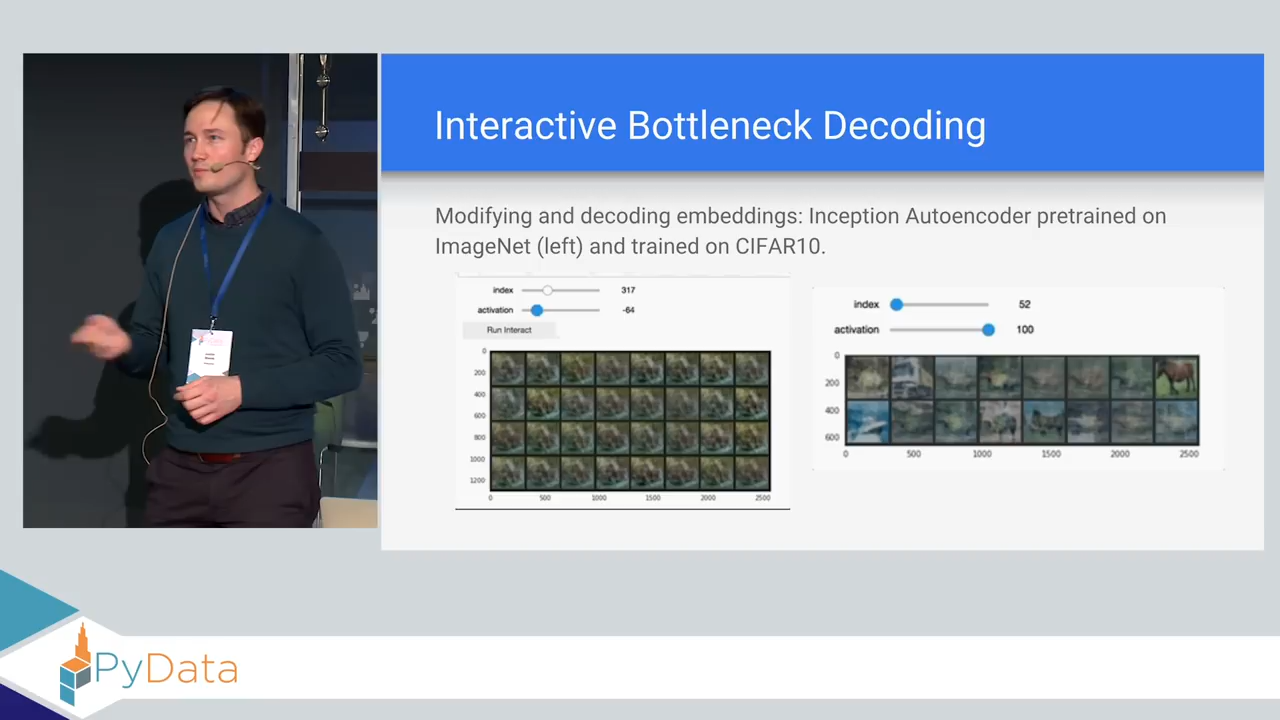 Interactive Bottleneck Decoding
Modifying and decoding embeddings: Inception Autoencoder pretrained on
ImageNet (left) and trained on CIFAR10.
index 317
activation -64
Run Interact
0
200
400
600
800
1000
1200
0 500 1000 1500 2000 2500
index 52
activation 100
0
200
400
600
0 500 1000 1500 2000 2500
PyData